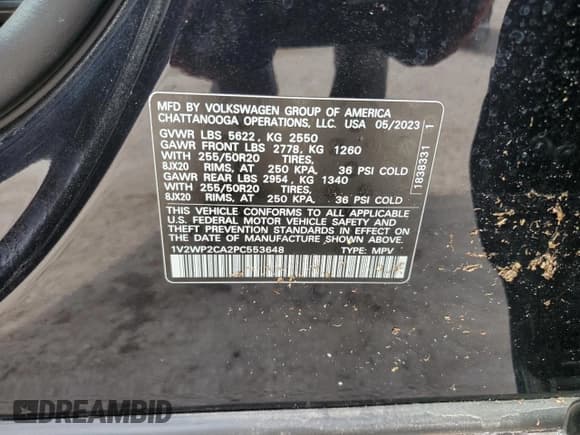 MFD BY VOLKSWAGEN GROUP OF AMERICA
CHATTANOOGA OPERATIONS, LLC. USA 05/2023
GVWR LBS 5622, KG 2550
GAWR FRONT LBS 2778, KG 1260
WITH 255/50R20 TIRES,
8JX20 RIMS, AT 250 KPA, 36 PSI COLD
GAWR REAR LBS 2954, KG 1340
WITH 255/50R20 TIRES,
8JX20 RIMS, AT 250 KPA, 36 PSI COLD
THIS VEHICLE CONFORMS TO ALL APPLICABLE
U.S. FEDERAL MOTOR VEHICLE SAFETY AND
THEFT PREVENTION STANDARDS IN EFFECT ON
THE DATE OF MANUFACTURE SHOWN ABOVE.
1V2WP2CA2PC553648 TYPE: MPV
1838331 1
DREAMBID